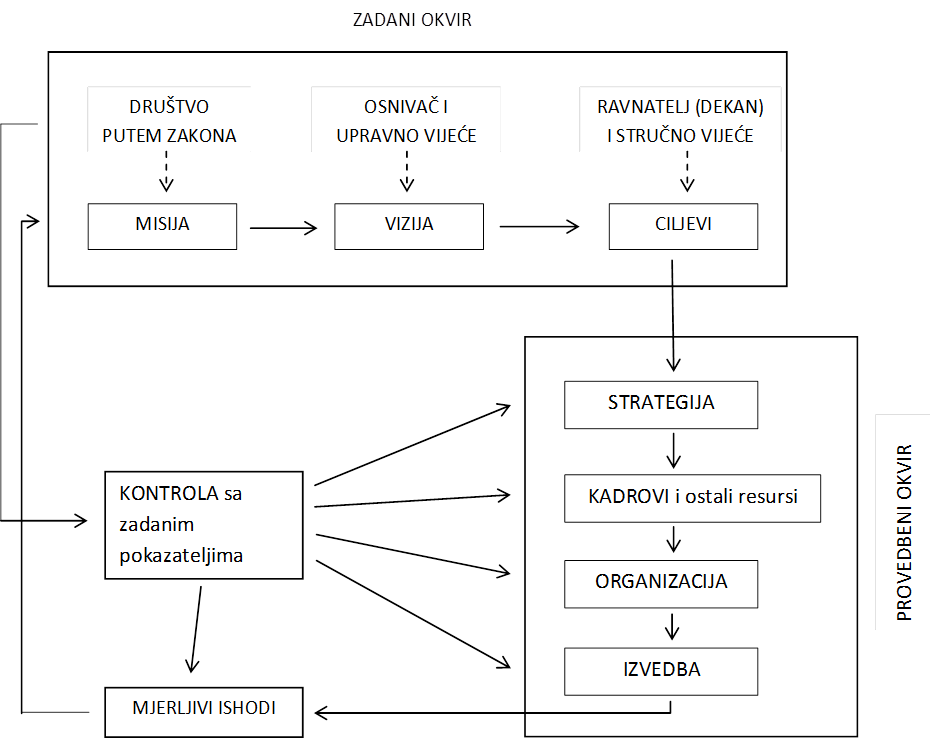 ZADANI OKVIR
DRUŠTVO
PUTEM ZAKONA
OSNIVAČ I
UPRAVNO VIJEĆE
RAVNATELJ (DEKAN)
I STRUČNO VIJEĆE
MISIJA
VIZIJA
CILJEVI
STRATEGIJA
KADROVI i ostali resursi
ORGANIZACIJA
IZVEDBA
PROVEDBENI OKVIR
KONTROLA sa
zadanim
pokazateljima
MJERLJIVI ISHODI